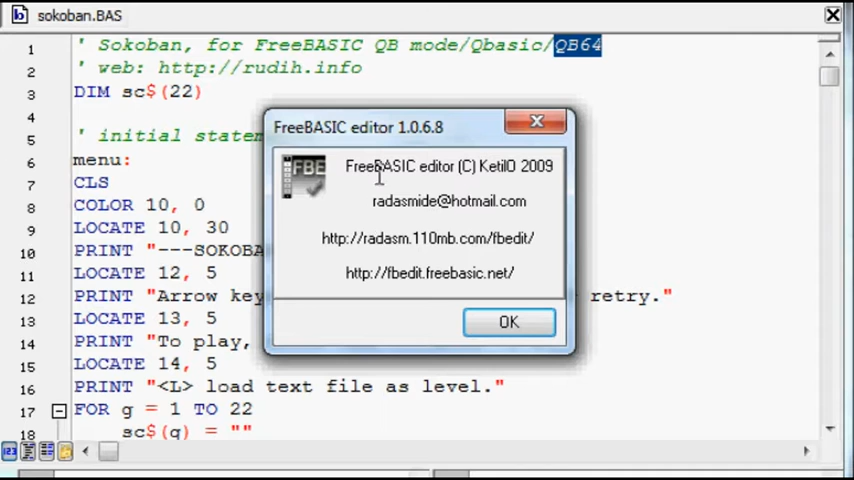 sokoban.BAS
1 ' Sokoban, for FreeBASIC QB mode/Qbasic/QB64
2 ' web: http://rudih.info
3 DIM sc$(22)
4
5 ' initial statem
6 menu:
7 CLS
8 COLOR 10, 0
9 LOCATE 10, 30
10 PRINT "---SOKOBA
11 LOCATE 12, 5
12 PRINT "Arrow key retry."
13 LOCATE 13, 5
14 PRINT "To play,
15 LOCATE 14, 5
16 PRINT "<L> load text file as level."
17 FOR g = 1 TO 22
18 sc$(g) = ""
FreeBASIC editor 1.0.6.8
FBE
FreeBASIC editor (C) KetilO 2009
radasmide@hotmail.com
http://radasm.110mb.com/fbedit/
http://fbedit.freebasic.net/
OK
123